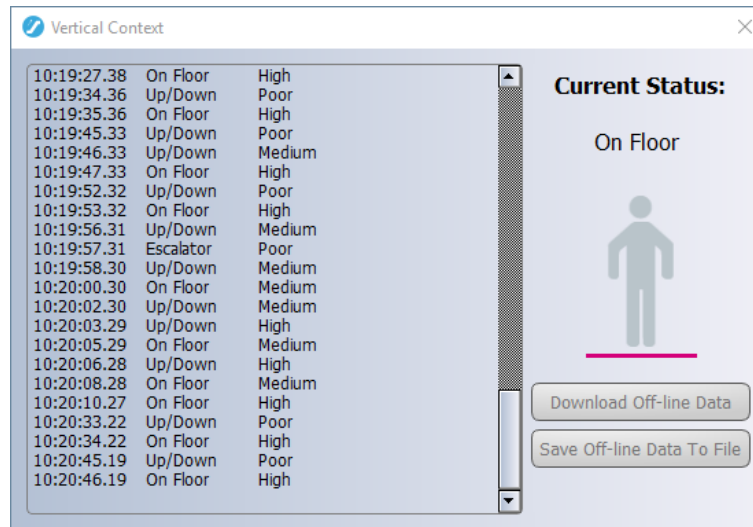 Vertical Context
10:19:27.38 On Floor High
10:19:34.36 Up/Down Poor
10:19:35.36 On Floor High
10:19:45.33 Up/Down Poor
10:19:46.33 Up/Down Medium
10:19:47.33 On Floor High
10:19:52.32 Up/Down Poor
10:19:53.32 On Floor High
10:19:56.31 Up/Down Medium
10:19:57.31 Escalator Poor
10:19:58.30 Up/Down Medium
10:20:00.30 On Floor Medium
10:20:02.30 Up/Down Medium
10:20:03.29 Up/Down High
10:20:05.29 On Floor Medium
10:20:06.28 Up/Down High
10:20:08.28 On Floor Medium
10:20:10.27 On Floor High
10:20:33.22 Up/Down Poor
10:20:34.22 On Floor High
10:20:45.19 Up/Down Poor
10:20:46.19 On Floor High
Current Status:
On Floor
Download Off-line Data
Save Off-line Data To File